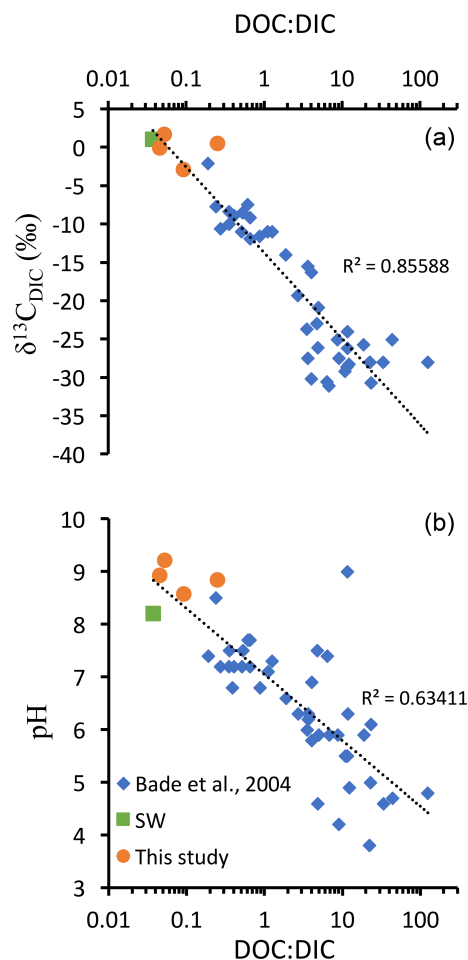 DOC:DIC
0.01 0.1 1 10 100
5
(a)
0
-5
-10
-15
R² = 0.85588
-20
-25
-30
-35
-40
δ¹³C_DIC (‰)
(b)
10
9
8
7
R² = 0.63411
6
5
4
3
pH
Bade et al., 2004
SW
This study
0.01 0.1 1 10 100
DOC:DIC